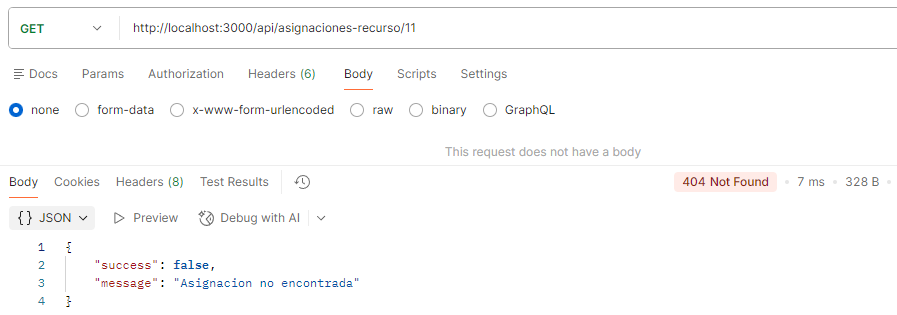 GET http://localhost:3000/api/asignaciones-recurso/11
Docs Params Authorization Headers (6) Body Scripts Settings
none form-data x-www-form-urlencoded raw binary GraphQL
This request does not have a body
Body Cookies Headers (8) Test Results 404 Not Found • 7 ms • 328 B •
{} JSON Preview Debug with AI
1 {
2 "success": false,
3 "message": "Asignacion no encontrada"
4 }